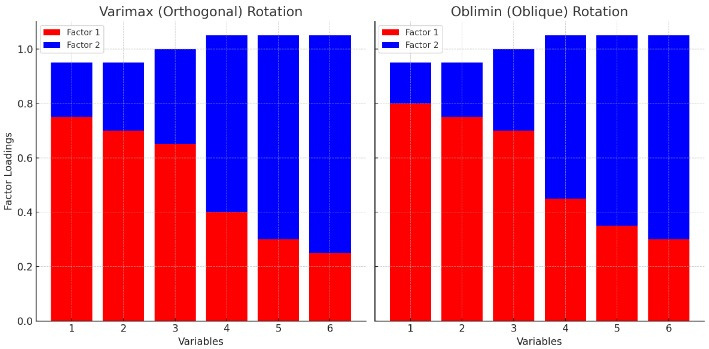 Varimax (Orthogonal) Rotation
Factor 1
Factor 2
Factor Loadings
1.0
0.8
0.6
0.4
0.2
0.0
1 2 3 4 5 6
Variables
Oblimin (Oblique) Rotation
Factor 1
Factor 2
1 2 3 4 5 6
Variables